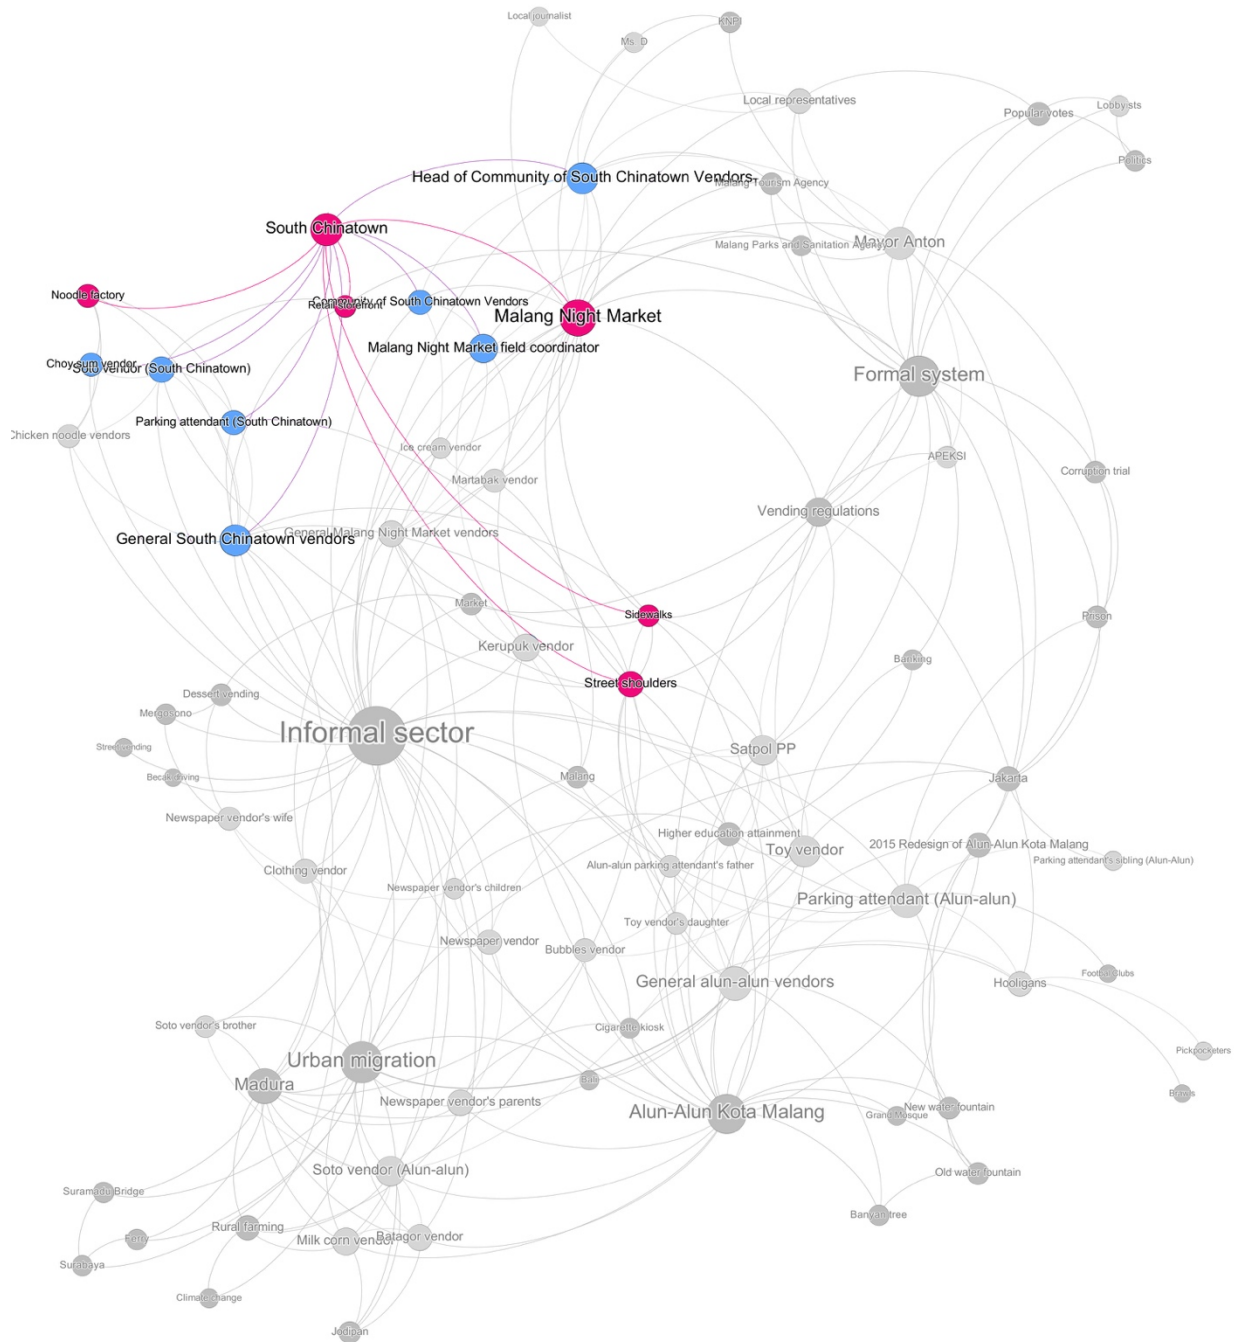 Local journalist
KNPI
Ms. D
Local representatives
Popular votes
Lobbyists
Politics
Head of Community of South Chinatown Vendors
Malang Tourism Agency
South Chinatown
Malang Parks and Sanitation Agency
Mayor Anton
Noodle factory
Retail storefront
Community of South Chinatown Vendors
Malang Night Market
Malang Night Market field coordinator
Choy sum vendor
Soto vendor (South Chinatown)
Formal system
Parking attendant (South Chinatown)
Chicken noodle vendors
Ice cream vendor
APEKSI
Corruption trial
Martabak vendor
Vending regulations
General South Chinatown vendors
General Malang Night Market vendors
Market
Sidewalks
Prison
Kerupuk vendor
Banking
Street shoulders
Dessert vending
Mergosono
Informal sector
Street vending
Satpol PP
Becak driving
Malang
Jakarta
Newspaper vendor's wife
Higher education attainment
Toy vendor
2015 Redesign of Alun-Alun Kota Malang
Alun-alun parking attendant's father
Parking attendant's sibling (Alun-Alun)
Clothing vendor
Newspaper vendor's children
Parking attendant (Alun-alun)
Toy vendor's daughter
Newspaper vendor
Bubbles vendor
General alun-alun vendors
Football Clubs
Hooligans
Soto vendor's brother
Cigarette kiosk
Pickpocketers
Urban migration
Madura
Bale
Brawls
Newspaper vendor's parents
Alun-Alun Kota Malang
Grand Mosque
New water fountain
Soto vendor (Alun-alun)
Old water fountain
Suramadu Bridge
Banyan tree
Rural farming
Ferry
Milk corn vendor
Batagor vendor
Surabaya
Climate change
Jodipan